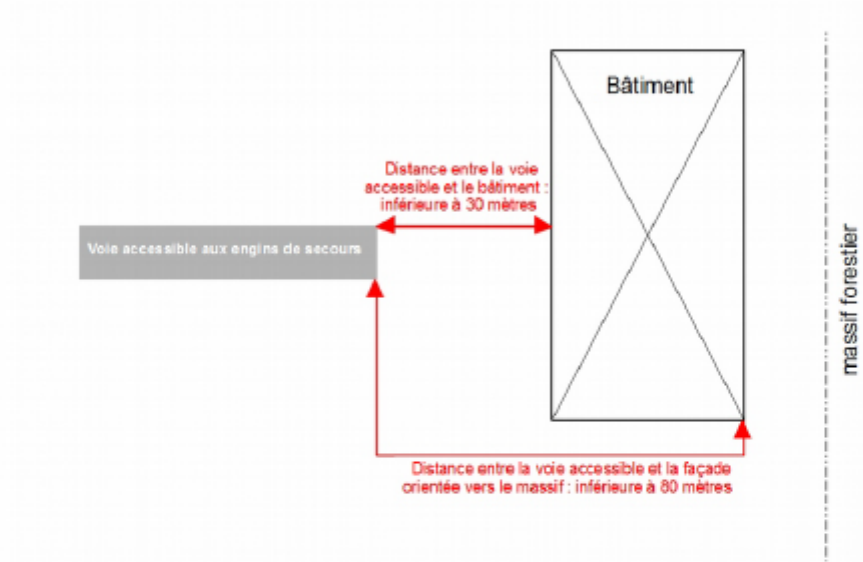 Bâtiment
Distance entre la voie
accessible et le bâtiment :
inférieure à 30 mètres
Voie accessible aux engins de secours
massif forestier
Distance entre la voie accessible et la façade
orientée vers le massif : inférieure à 80 mètres